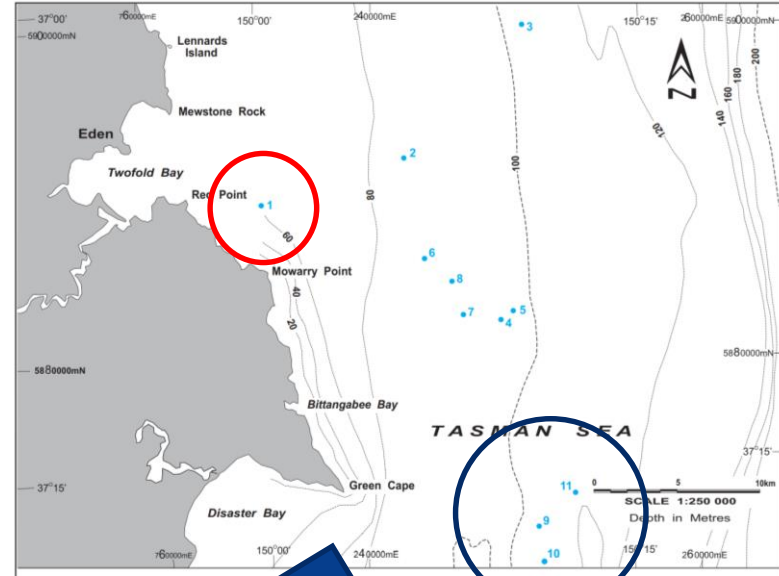 37°00'
760000mE
150°00'
240000mE
3
150°15'
260000mE
37°00'
5900000mN
5900000mN
Lennards
Island
N
200
180
160
140
120
Mewstone Rock
Eden
2
100
Twofold Bay
Red Point
1
80
60
6
Mowarry Point
8
40
20
7
5
4
5880000mN
5880000mN
Bittangabee Bay
TASMAN SEA
37°15'
37°15'
Green Cape
11
0 5 10km
SCALE 1:250 000
Depth in Metres
Disaster Bay
9
10
760000mE
150°00'
240000mE
150°15'
260000mE